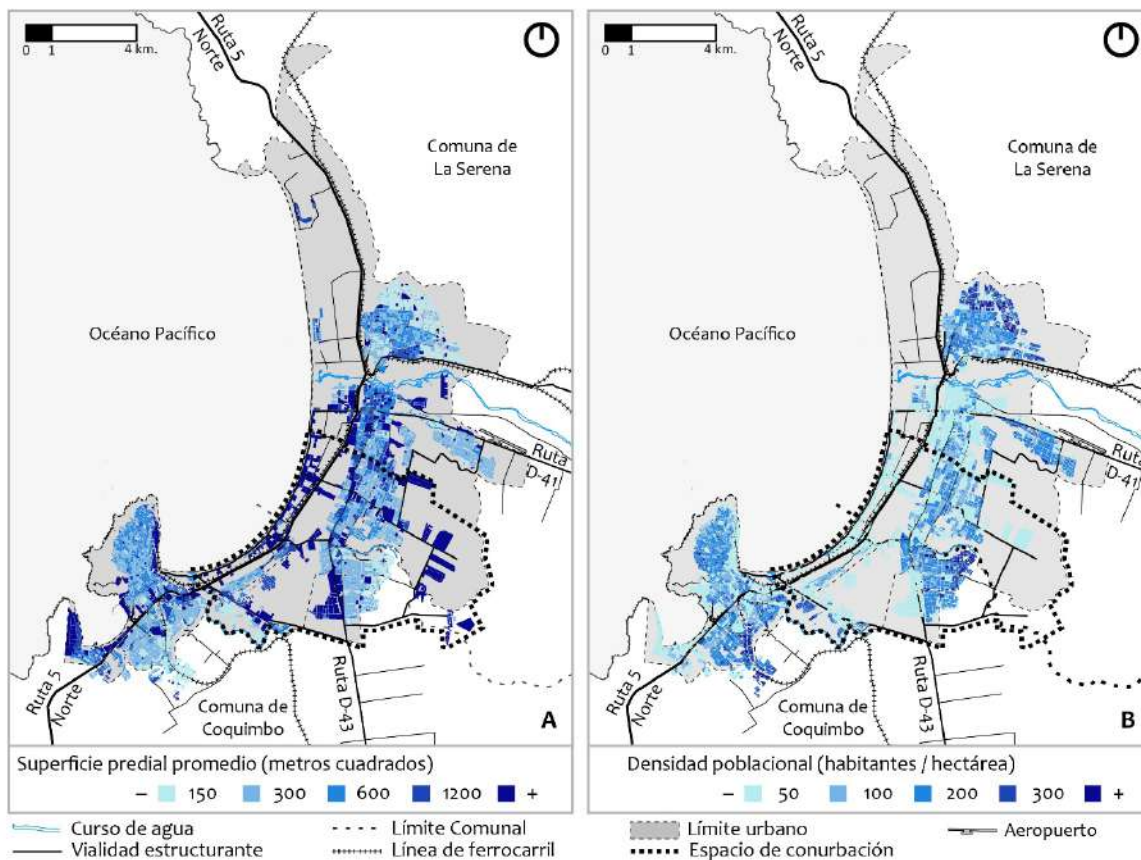 0 1 4 km.
Ruta 5
Norte
Comuna de
La Serena
Océano Pacífico
Ruta
D-41
Ruta 5
Norte
Comuna de
Coquimbo
Ruta D-43
A
Superficie predial promedio (metros cuadrados)
– 150 300 600 1200 +
0 1 4 km.
Ruta 5
Norte
Comuna de
La Serena
Océano Pacífico
Ruta
D-41
Ruta 5
Norte
Comuna de
Coquimbo
Ruta D-43
B
Densidad poblacional (habitantes / hectárea)
– 50 100 200 300 +
Curso de agua
Límite Comunal
Límite urbano
Aeropuerto
Vialidad estructurante
Línea de ferrocarril
Espacio de conurbación